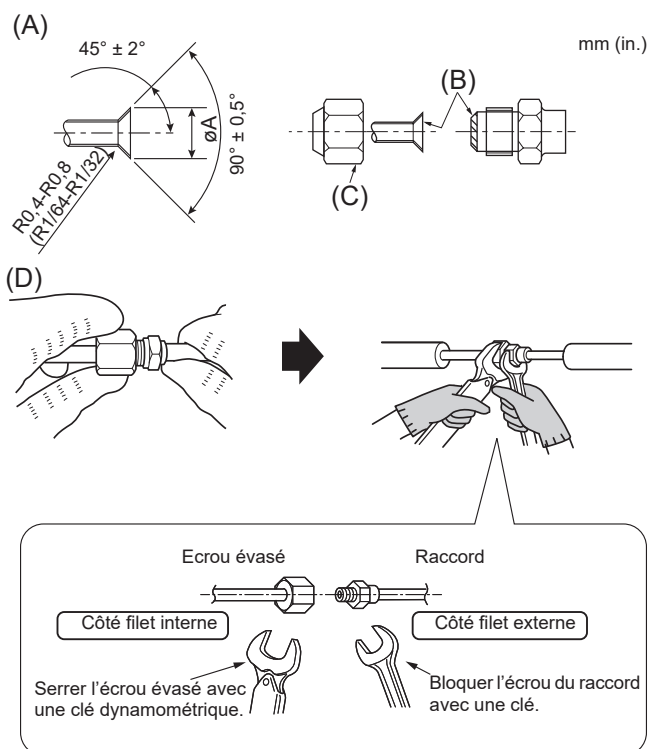 (A)
45° ± 2°
mm (in.)
(B)
øA
90° ± 0,5°
R0,4-R0,8
(R1/64-R1/32)
(C)
(D)
Ecrou évasé
Raccord
Côté filet interne
Côté filet externe
Serrer l’écrou évasé avec
une clé dynamométrique.
Bloquer l’écrou du raccord
avec une clé.